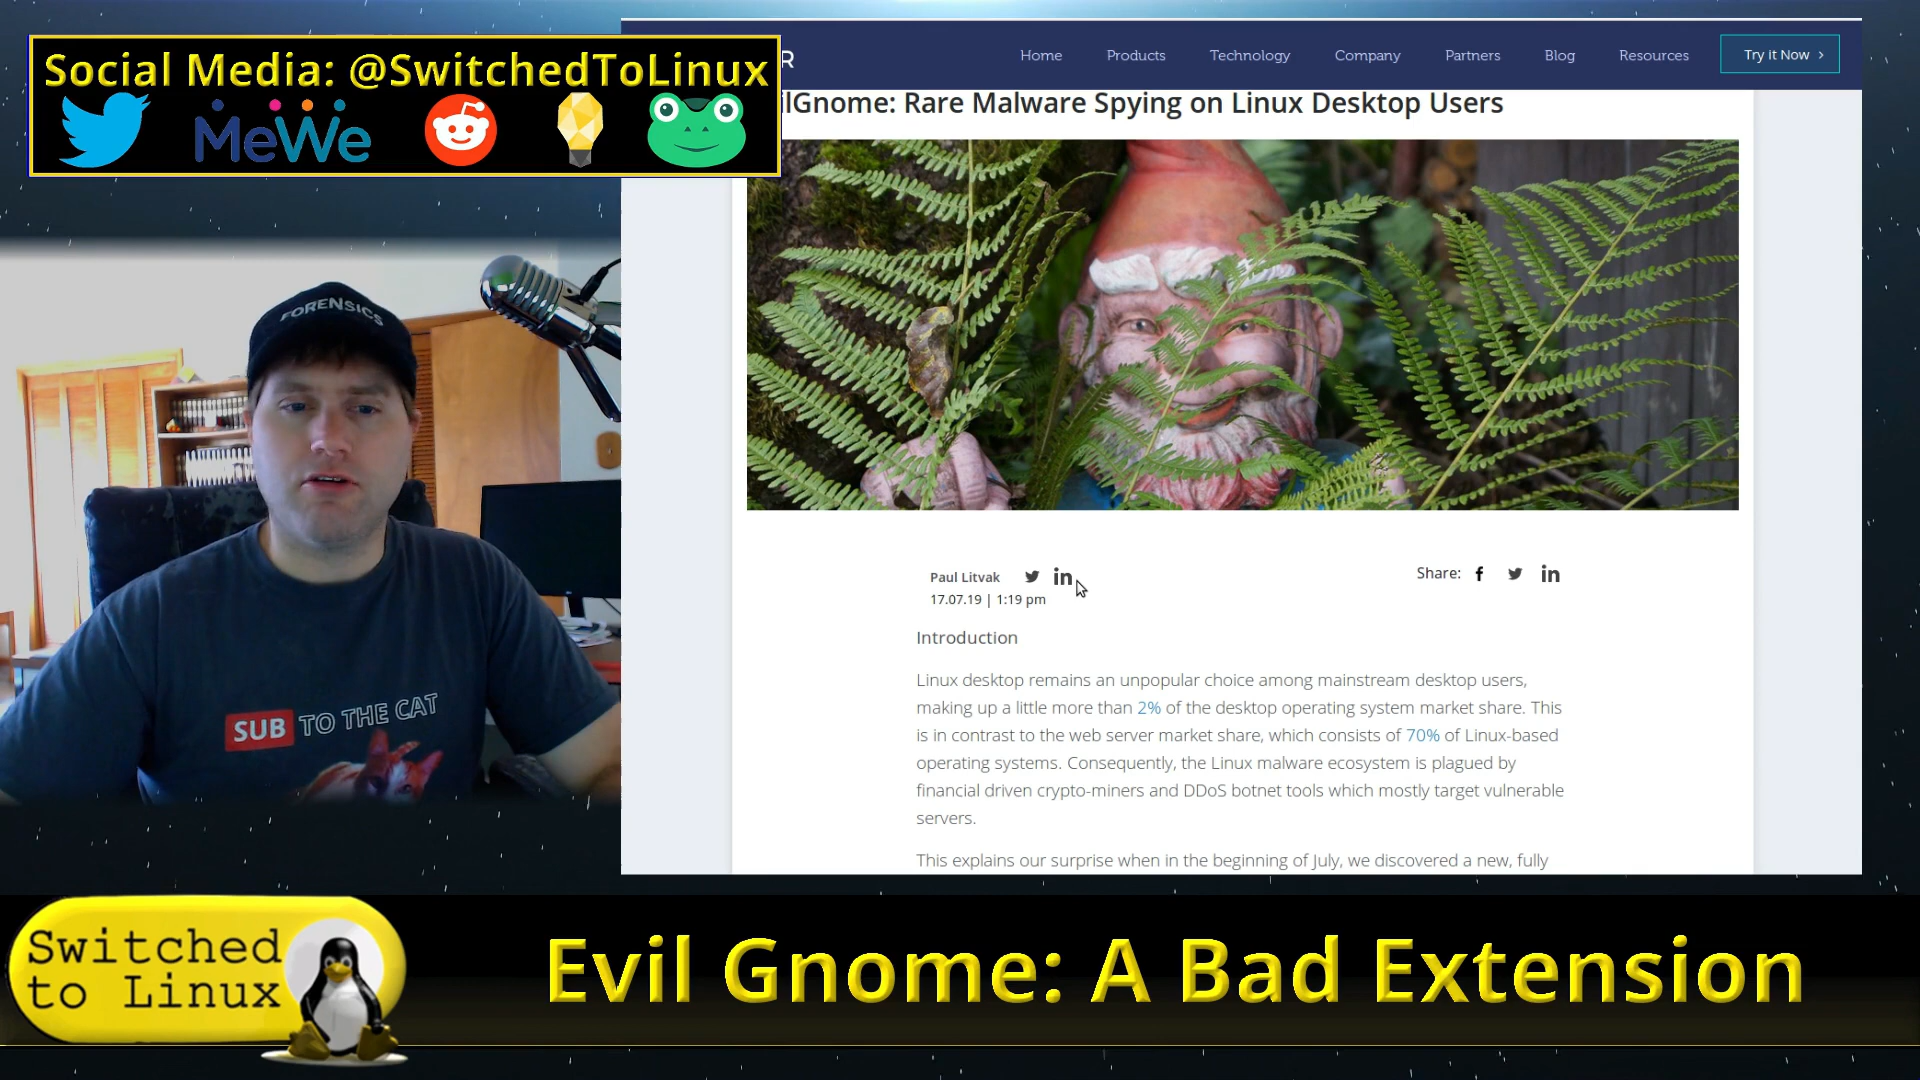 Social Media: @SwitchedToLinux
MeWe
R
Home Products Technology Company Partners Blog Resources Try it Now
lGnome: Rare Malware Spying on Linux Desktop Users
FORENSICS
SUB TO THE CAT
Paul Litvak
17.07.19 | 1:19 pm
Share:
Introduction
Linux desktop remains an unpopular choice among mainstream desktop users,
making up a little more than 2% of the desktop operating system market share. This
is in contrast to the web server market share, which consists of 70% of Linux-based
operating systems. Consequently, the Linux malware ecosystem is plagued by
financial driven crypto-miners and DDoS botnet tools which mostly target vulnerable
servers.
This explains our surprise when in the beginning of July, we discovered a new, fully
Switched
to Linux
Evil Gnome: A Bad Extension